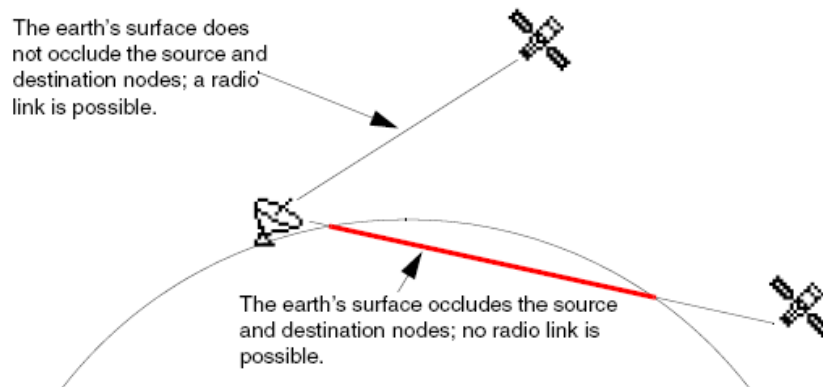 The earth's surface does
not occlude the source and
destination nodes; a radio
link is possible.
The earth's surface occludes the source
and destination nodes; no radio link is
possible.